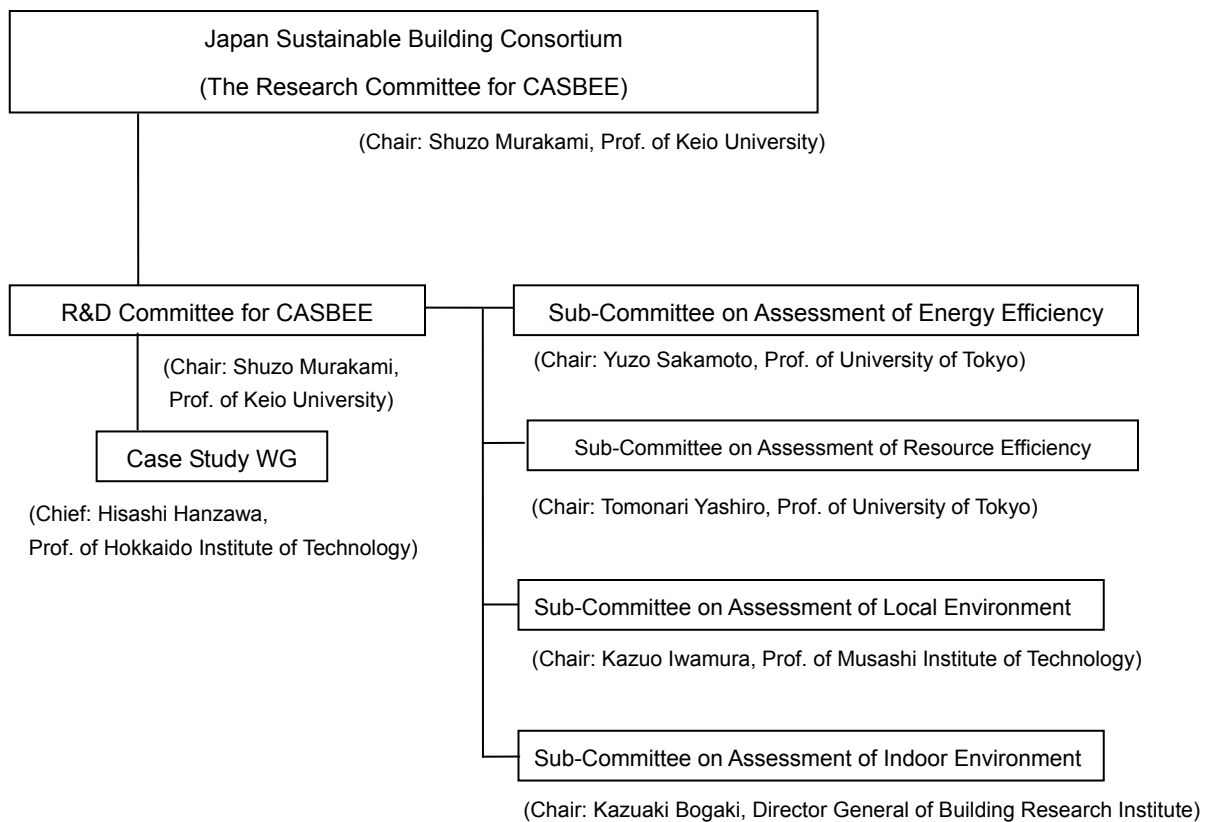 Japan Sustainable Building Consortium
(The Research Committee for CASBEE)
(Chair: Shuzo Murakami, Prof. of Keio University)
R&D Committee for CASBEE
(Chair: Shuzo Murakami,
Prof. of Keio University)
Case Study WG
(Chief: Hisashi Hanzawa,
Prof. of Hokkaido Institute of Technology)
Sub-Committee on Assessment of Energy Efficiency
(Chair: Yuzo Sakamoto, Prof. of University of Tokyo)
Sub-Committee on Assessment of Resource Efficiency
(Chair: Tomonari Yashiro, Prof. of University of Tokyo)
Sub-Committee on Assessment of Local Environment
(Chair: Kazuo Iwamura, Prof. of Musashi Institute of Technology)
Sub-Committee on Assessment of Indoor Environment
(Chair: Kazuaki Bogaki, Director General of Building Research Institute)